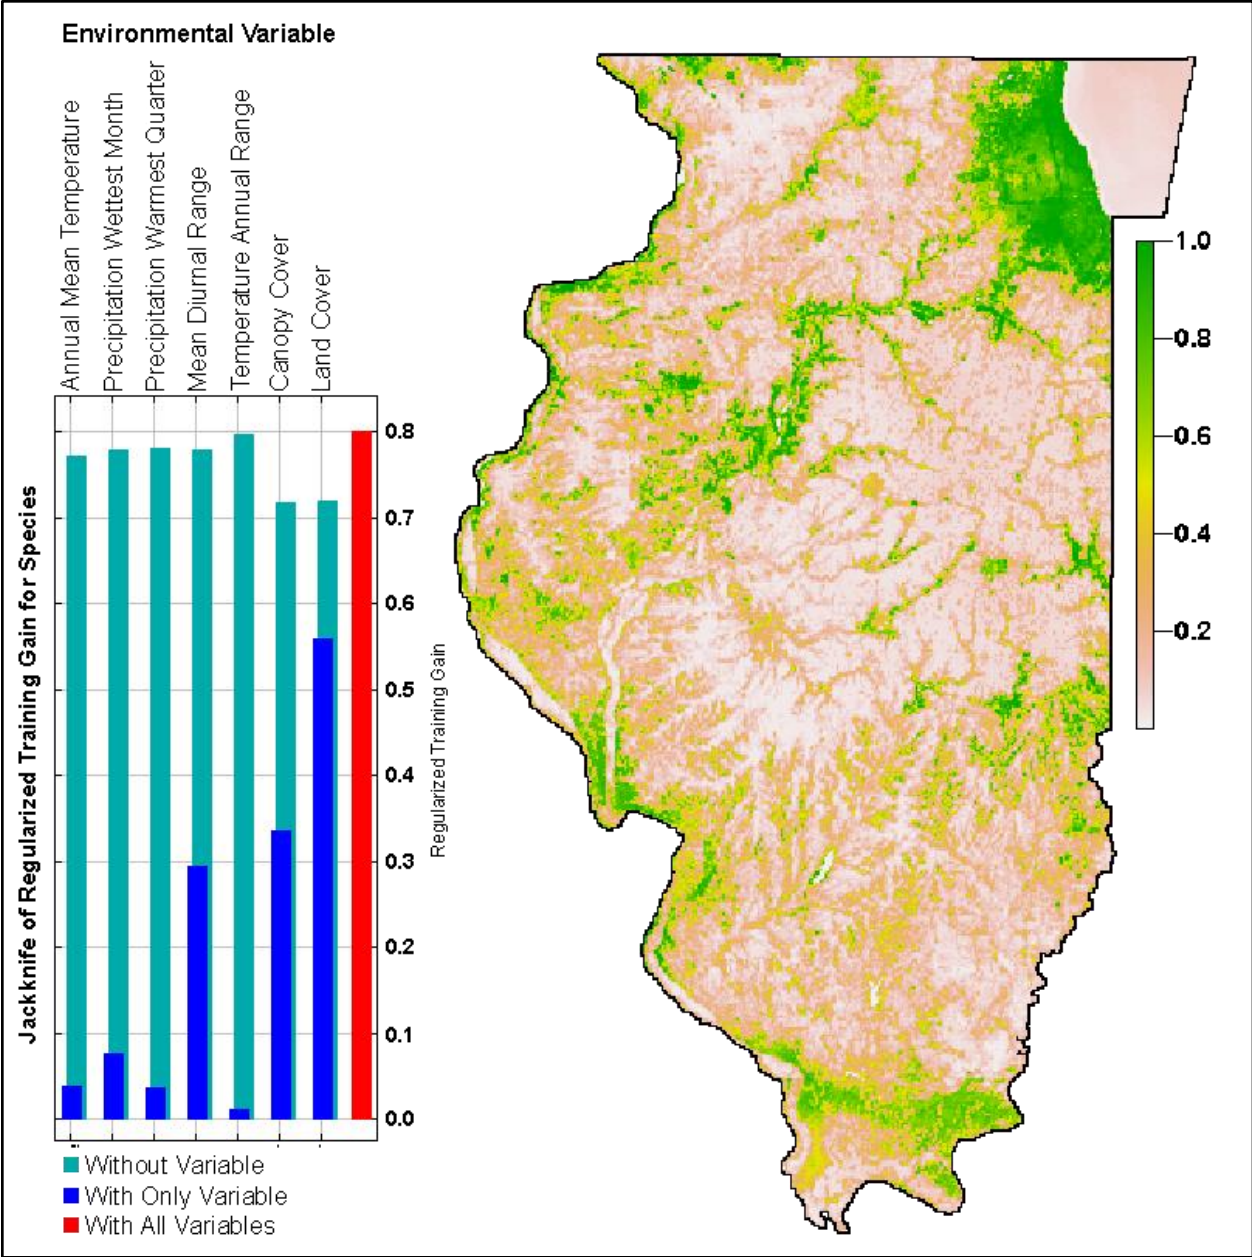 Environmental Variable
Annual Mean Temperature
Precipitation Wettest Month
Precipitation Warmest Quarter
Mean Diurnal Range
Temperature Annual Range
Canopy Cover
Land Cover
Jackknife of Regularized Training Gain for Species
0.8
0.7
0.6
0.5
0.4
0.3
0.2
0.1
0.0
Regularized Training Gain
Without Variable
With Only Variable
With All Variables
1.0
0.8
0.6
0.4
0.2